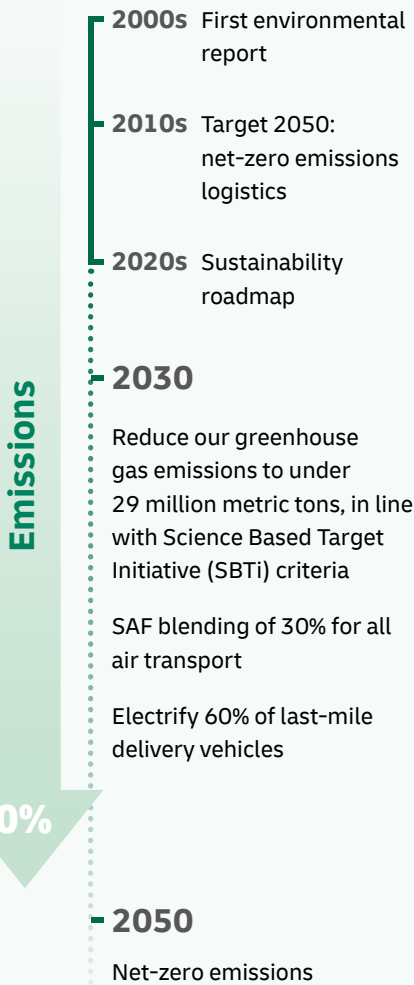 2000s First environmental
report
2010s Target 2050:
net-zero emissions
logistics
2020s Sustainability
roadmap
Emissions
2030
Reduce our greenhouse
gas emissions to under
29 million metric tons, in line
with Science Based Target
Initiative (SBTi) criteria
SAF blending of 30% for all
air transport
Electrify 60% of last-mile
delivery vehicles
0%
2050
Net-zero emissions